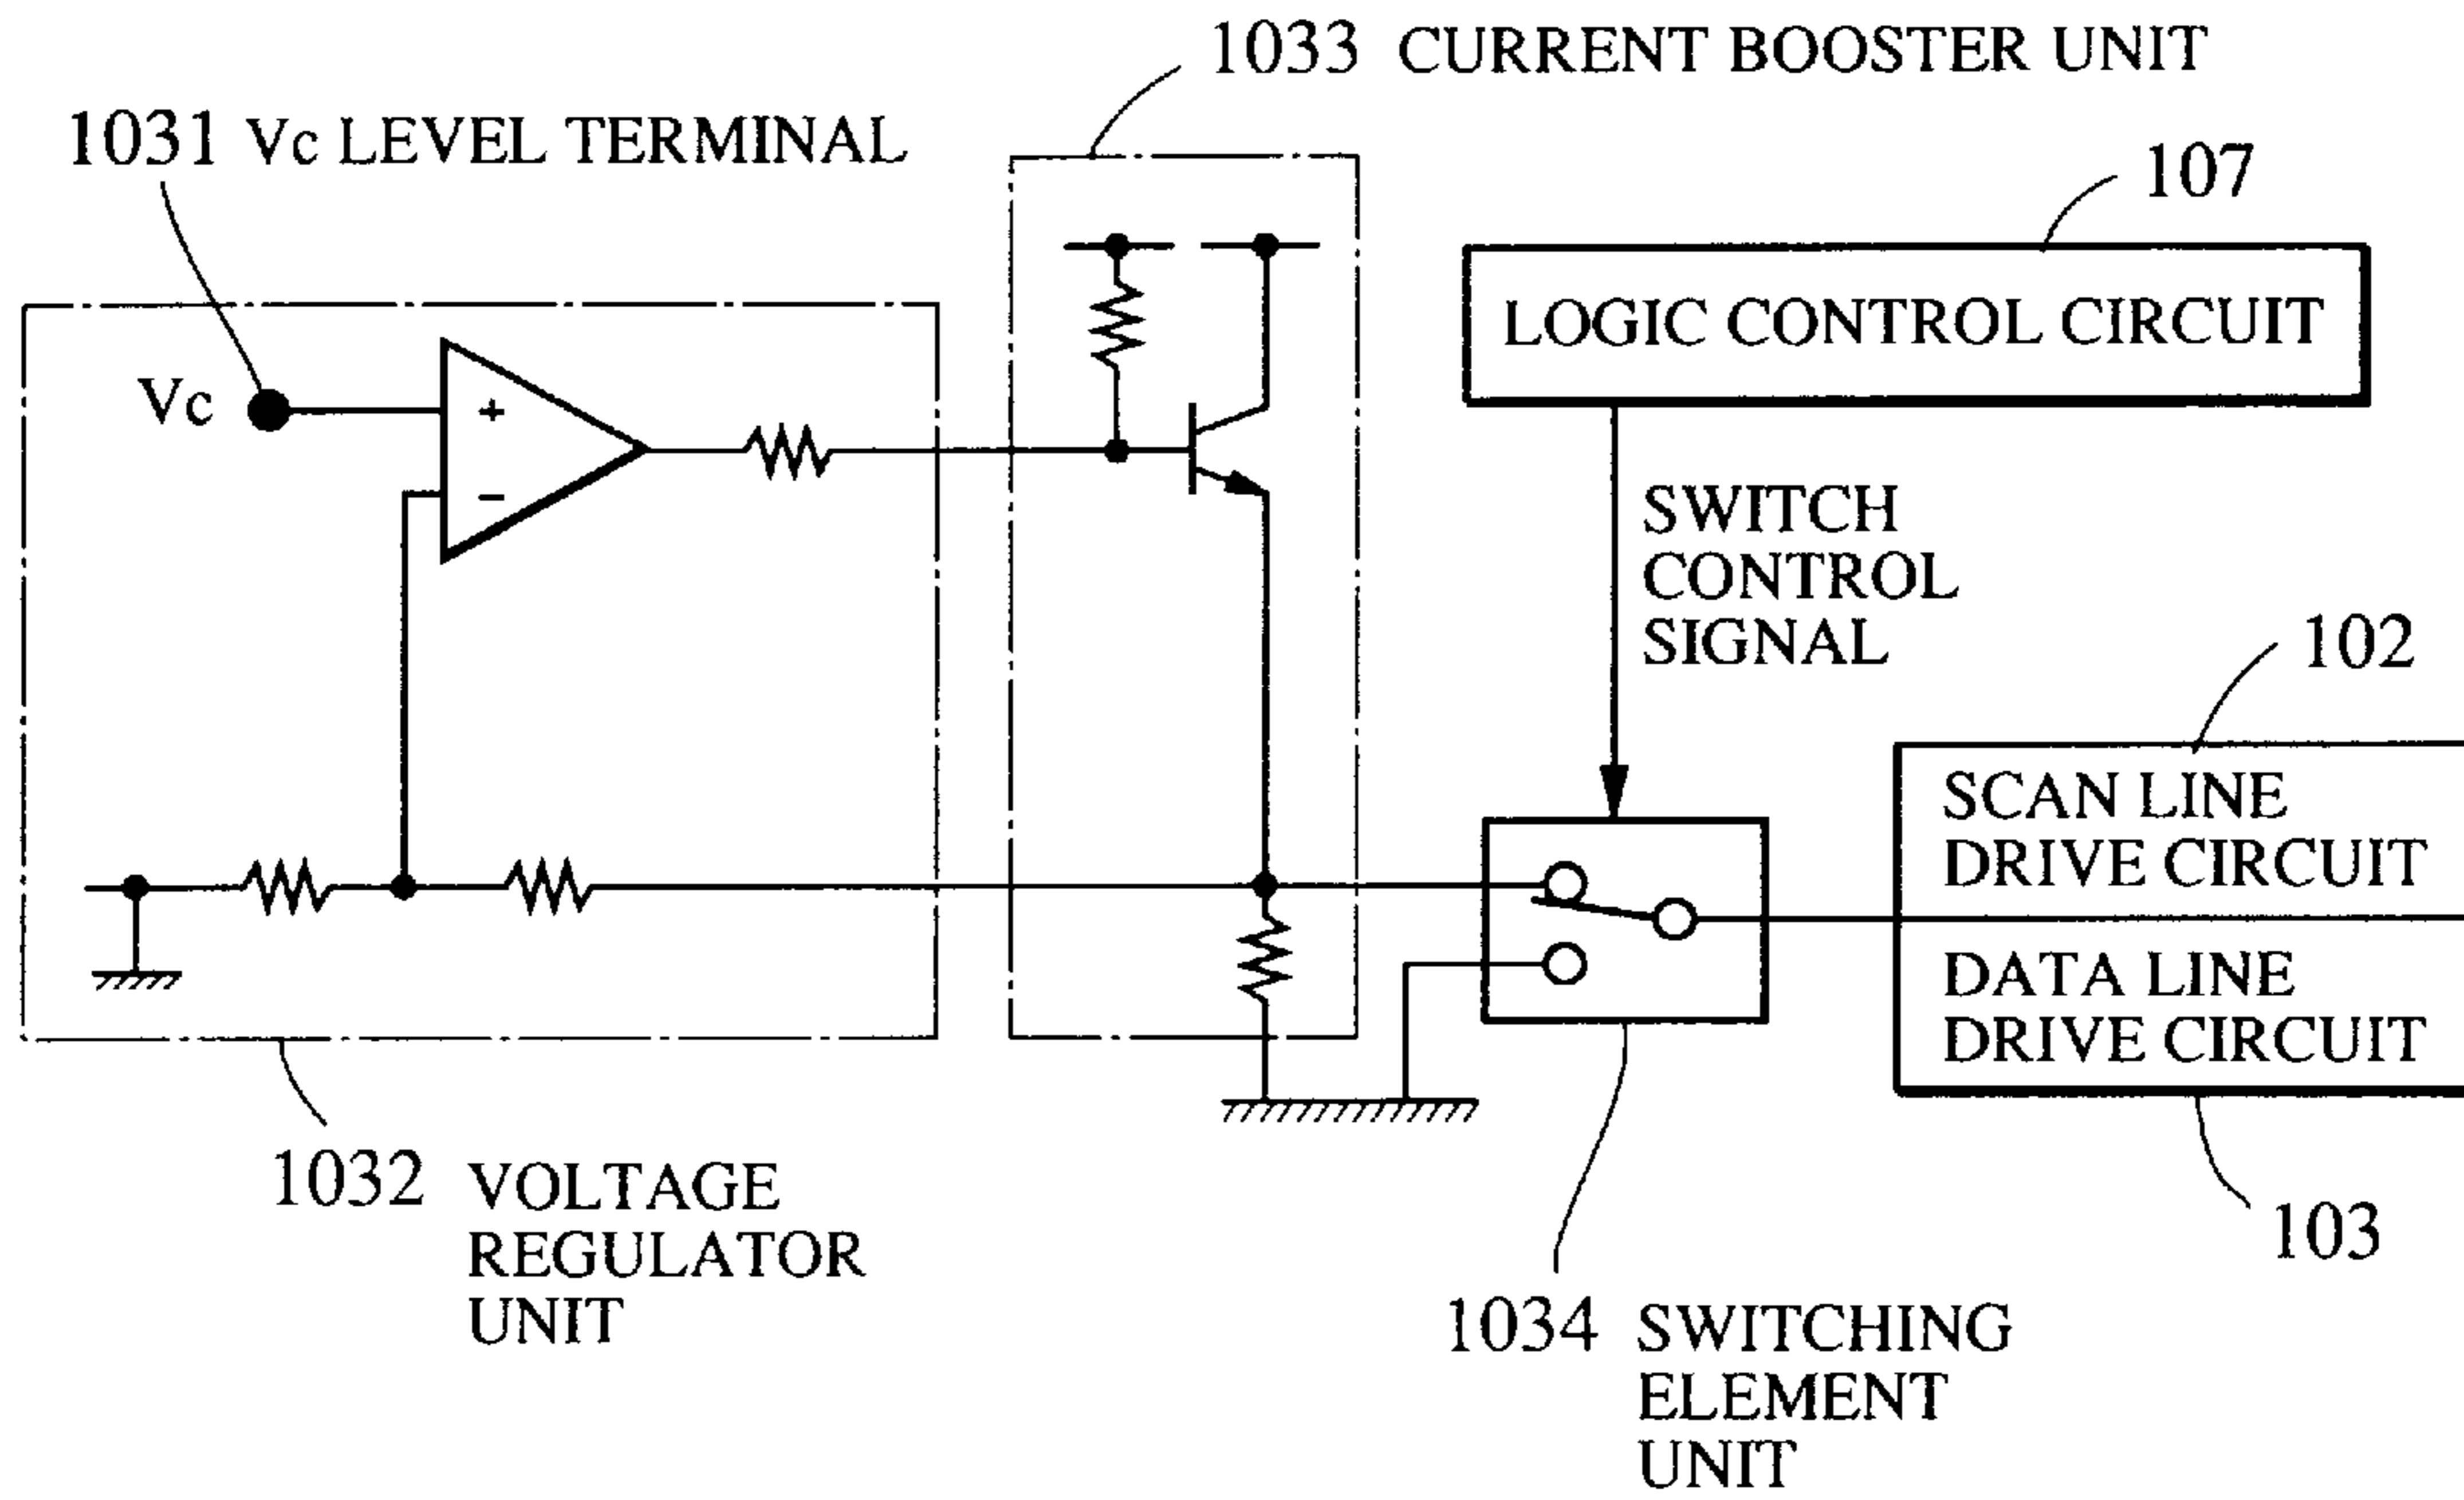 1033 CURRENT BOOSTER UNIT
1031 Vc LEVEL TERMINAL
107
LOGIC CONTROL CIRCUIT
Vc
+
−
SWITCH
CONTROL
SIGNAL
102
SCAN LINE
DRIVE CIRCUIT
DATA LINE
DRIVE CIRCUIT
103
1032 VOLTAGE
REGULATOR
UNIT
1034 SWITCHING
ELEMENT
UNIT